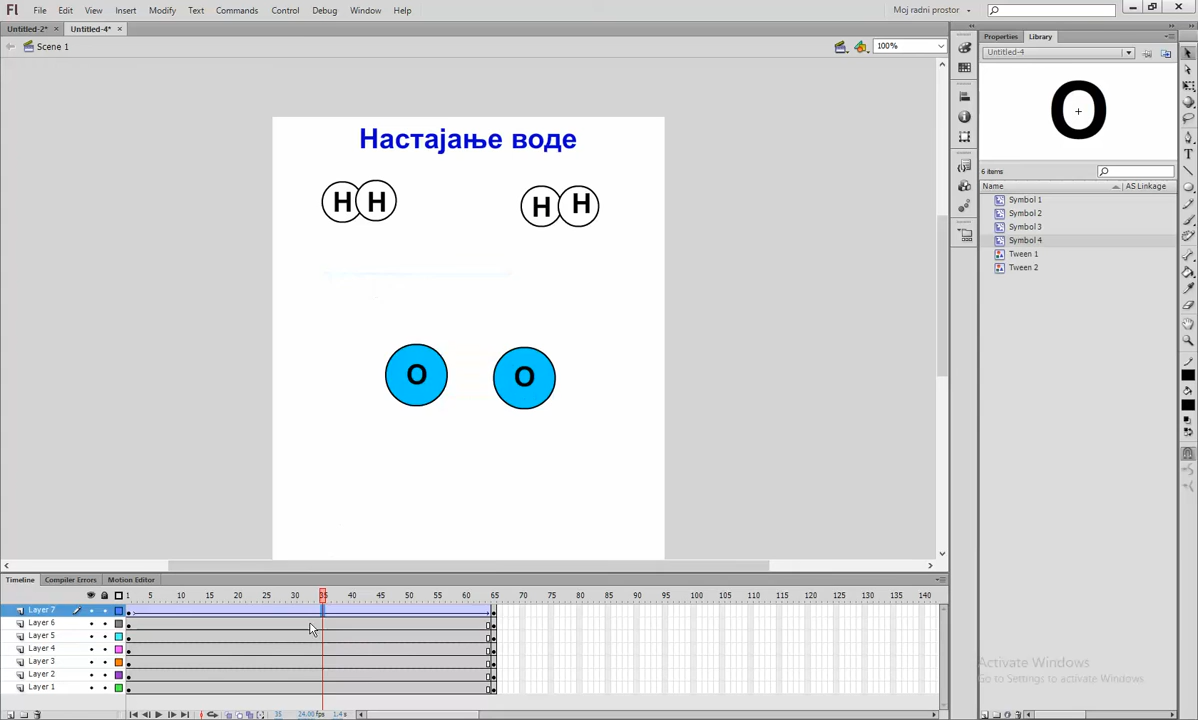 Fl File Edit View Insert Modify Text Commands Control Debug Window Help Moj radni prostor
Untitled-2* × Untitled-4* ×
Scene 1 100%
Properties Library
Untitled-4
O
6 items
Name AS Linkage
Symbol 1
Symbol 2
Symbol 3
Symbol 4
Tween 1
Tween 2
Настајање воде
H H H H
O O
Timeline Compiler Errors Motion Editor
1 5 10 15 20 25 30 35 40 45 50 55 60 65 70 75 80 85 90 95 100 105 110 115 120 125 130 135 140
Layer 7
Layer 6
Layer 5
Layer 4
Layer 3
Layer 2
Layer 1
35 24.00 fps 1.4 s
Activate Windows
Go to Settings to activate Windows.